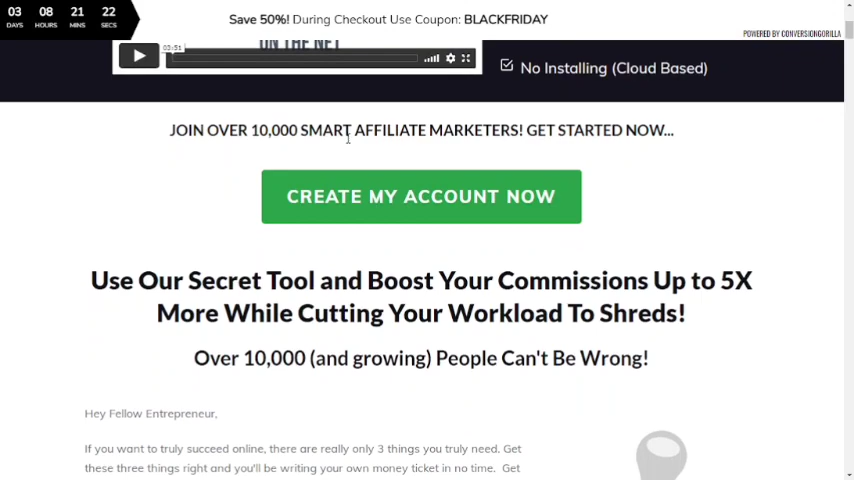 03 08 21 22
DAYS HOURS MINS SECS
Save 50%! During Checkout Use Coupon: BLACKFRIDAY
POWERED BY CONVERSIONGORILLA
ON THE NET
03:51
No Installing (Cloud Based)
JOIN OVER 10,000 SMART AFFILIATE MARKETERS! GET STARTED NOW...
CREATE MY ACCOUNT NOW
Use Our Secret Tool and Boost Your Commissions Up to 5X
More While Cutting Your Workload To Shreds!
Over 10,000 (and growing) People Can't Be Wrong!
Hey Fellow Entrepreneur,
If you want to truly succeed online, there are really only 3 things you truly need. Get
these three things right and you'll be writing your own money ticket in no time. Get